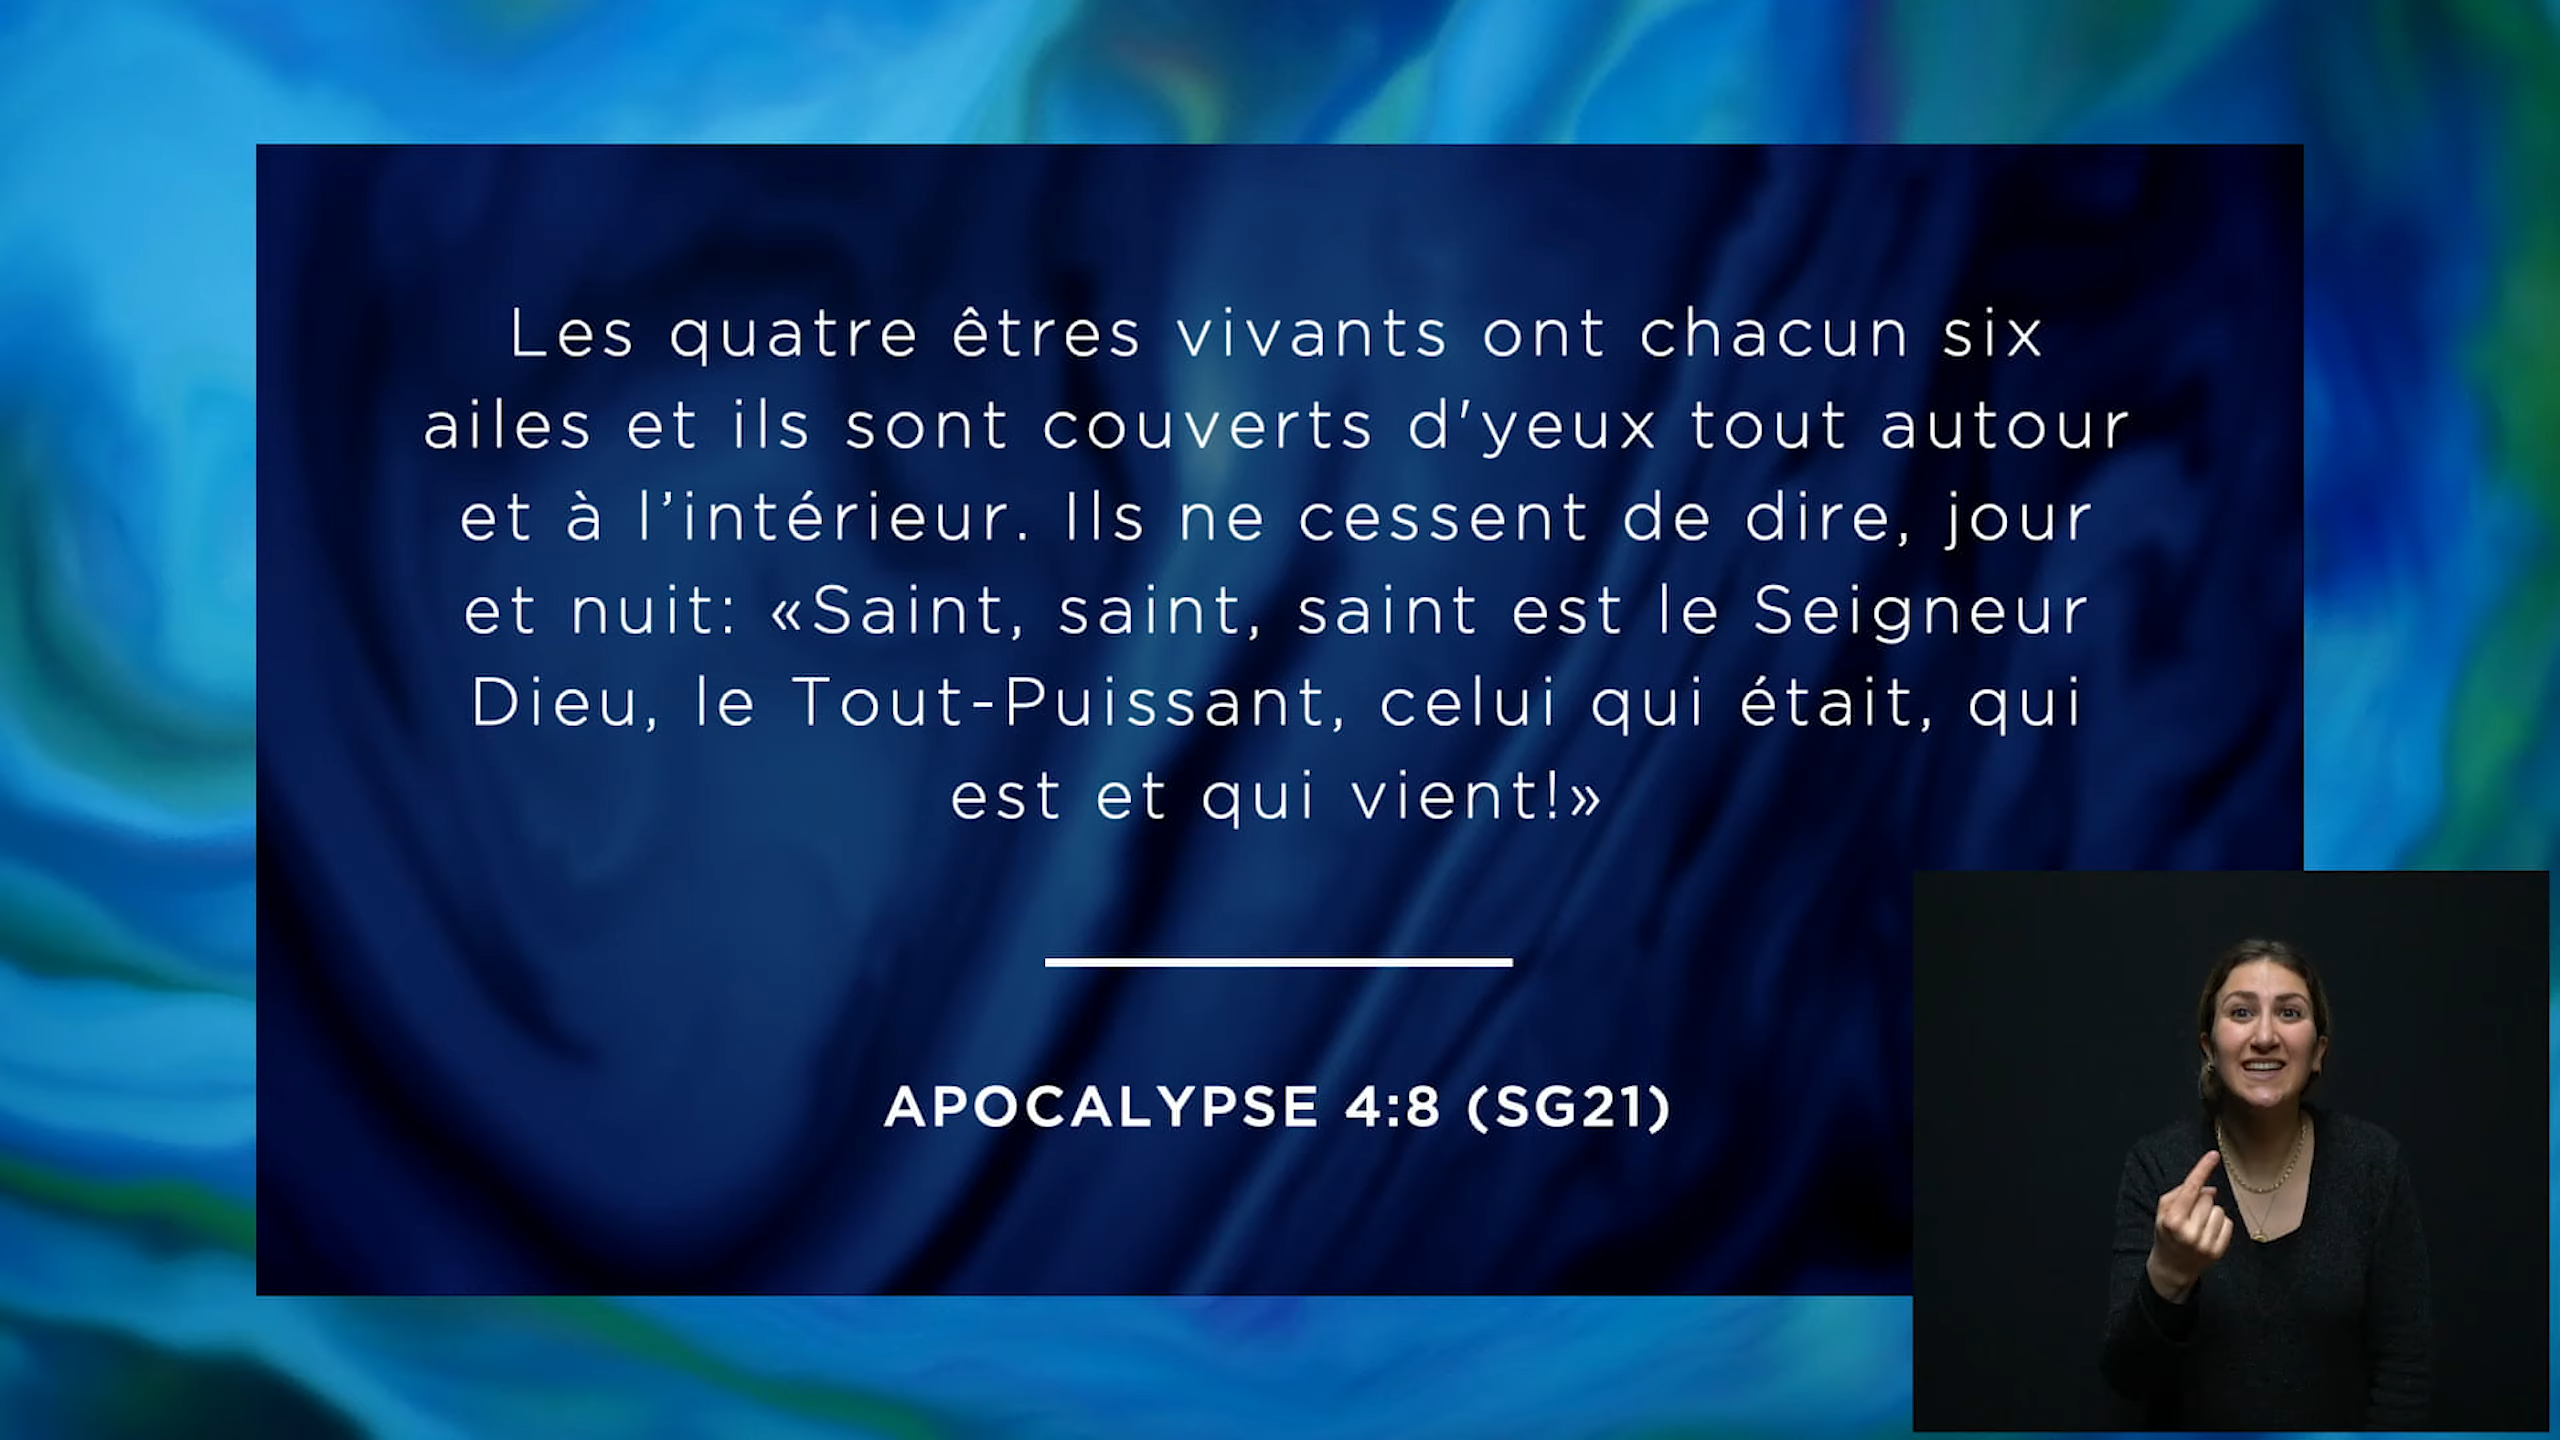 Les quatre êtres vivants ont chacun six
ailes et ils sont couverts d'yeux tout autour
et à l’intérieur. Ils ne cessent de dire, jour
et nuit: «Saint, saint, saint est le Seigneur
Dieu, le Tout-Puissant, celui qui était, qui
est et qui vient!»
APOCALYPSE 4:8 (SG21)